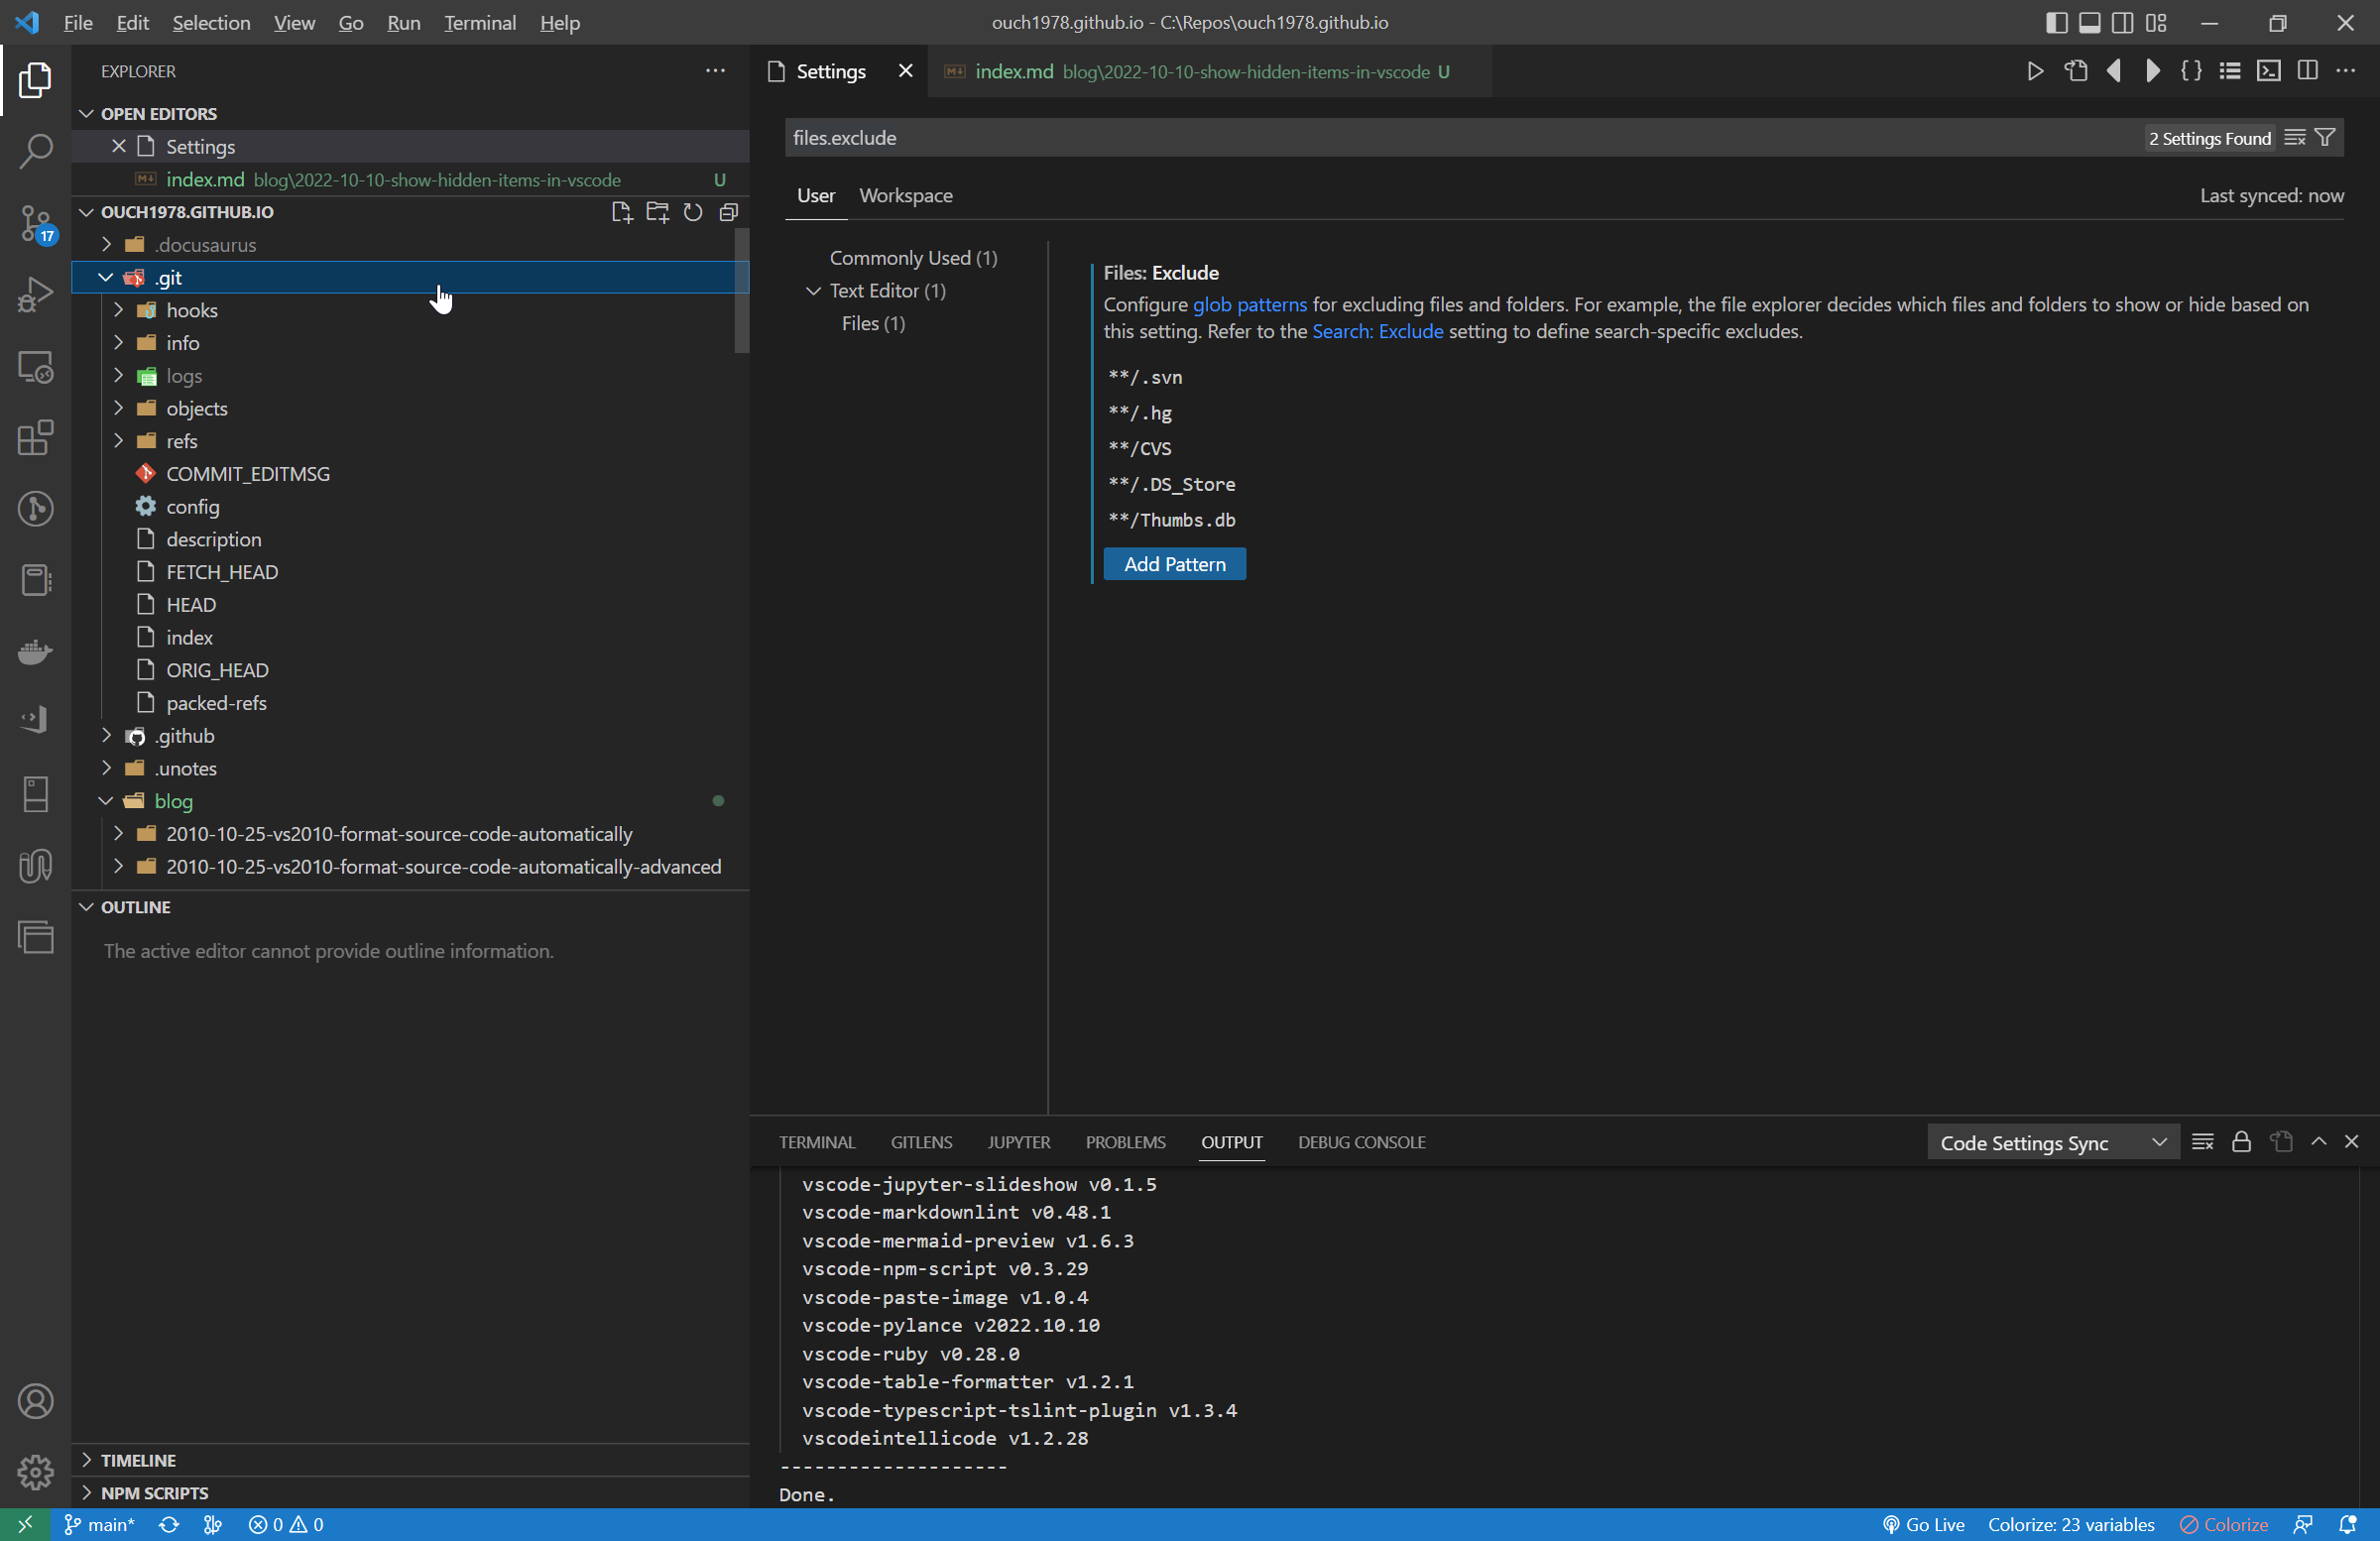 File Edit Selection View Go Run Terminal Help
ouch1978.github.io - C:\Repos\ouch1978.github.io
EXPLORER
OPEN EDITORS
Settings
index.md blog\2022-10-10-show-hidden-items-in-vscode U
OUCH1978.GITHUB.IO
.docusaurus
.git
hooks
info
logs
objects
refs
COMMIT_EDITMSG
config
description
FETCH_HEAD
HEAD
index
ORIG_HEAD
packed-refs
.github
.unotes
blog
2010-10-25-vs2010-format-source-code-automatically
2010-10-25-vs2010-format-source-code-automatically-advanced
OUTLINE
The active editor cannot provide outline information.
TIMELINE
NPM SCRIPTS
17
Settings
index.md blog\2022-10-10-show-hidden-items-in-vscode U
files.exclude
2 Settings Found
User Workspace
Last synced: now
Commonly Used (1)
Text Editor (1)
Files (1)
Files: Exclude
Configure glob patterns for excluding files and folders. For example, the file explorer decides which files and folders to show or hide based on
this setting. Refer to the Search: Exclude setting to define search-specific excludes.
**/.svn
**/.hg
**/CVS
**/.DS_Store
**/Thumbs.db
Add Pattern
TERMINAL GITLENS JUPYTER PROBLEMS OUTPUT DEBUG CONSOLE
Code Settings Sync
vscode-jupyter-slideshow v0.1.5
vscode-markdownlint v0.48.1
vscode-mermaid-preview v1.6.3
vscode-npm-script v0.3.29
vscode-paste-image v1.0.4
vscode-pylance v2022.10.10
vscode-ruby v0.28.0
vscode-table-formatter v1.2.1
vscode-typescript-tslint-plugin v1.3.4
vscodeintellicode v1.2.28
--------------------
Done.
main* 0 0
Go Live Colorize: 23 variables Colorize